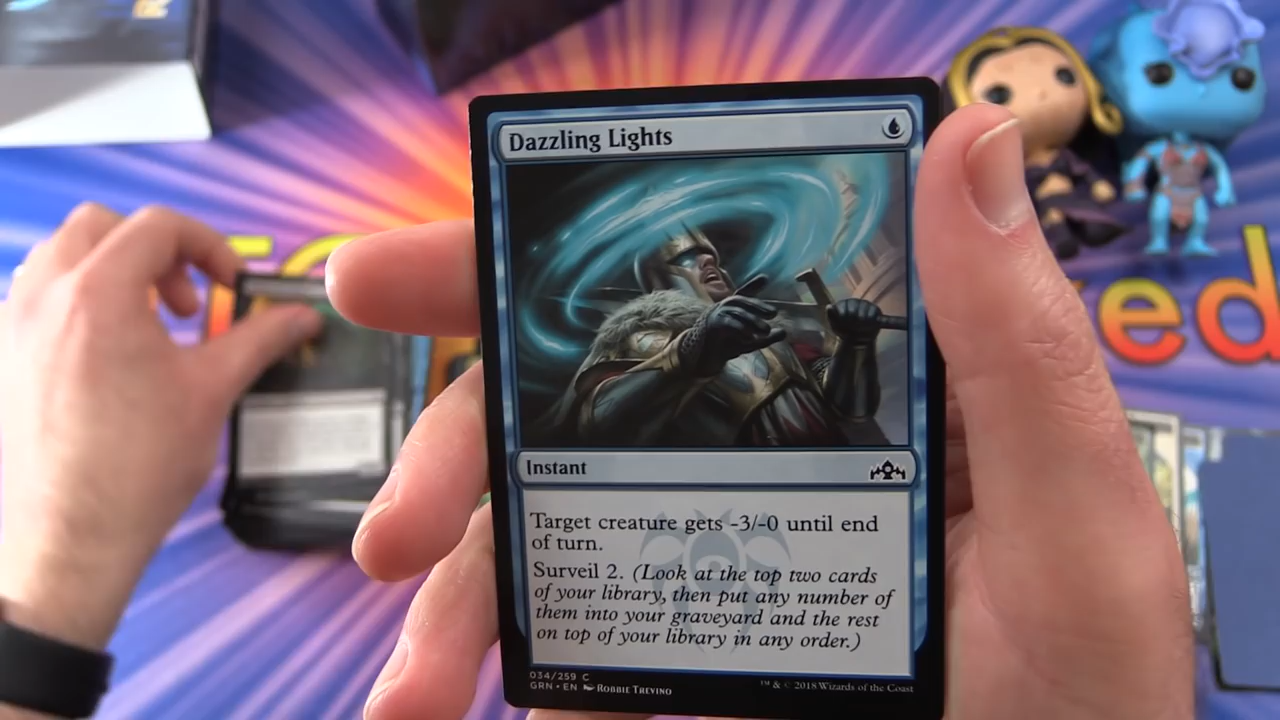 Dazzling Lights
Instant
Target creature gets -3/-0 until end
of turn.
Surveil 2. (Look at the top two cards
of your library, then put any number of
them into your graveyard and the rest
on top of your library in any order.)
034/259 C
GRN • EN Robbie Trevino
™ & © 2018 Wizards of the Coast
ed